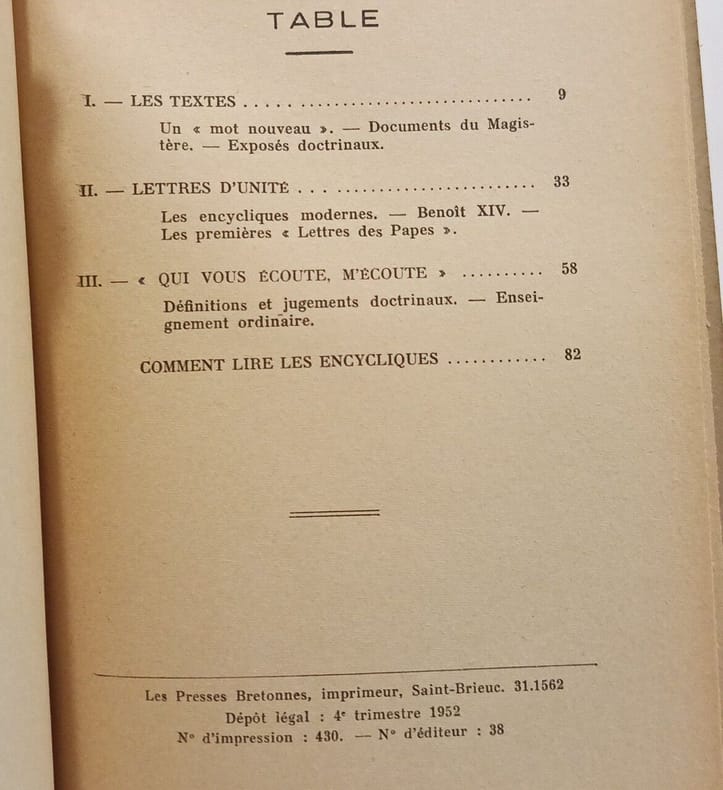 TABLE
I. — LES TEXTES . . . . . . . . . . . . . . . . . . . . . . . . . . . . . . . . . . 9
Un « mot nouveau ». — Documents du Magis-
tère. — Exposés doctrinaux.
II. — LETTRES D'UNITÉ . . . . . . . . . . . . . . . . . . . . . . . . . . . . 33
Les encycliques modernes. — Benoît XIV. —
Les premières « Lettres des Papes ».
III. — « QUI VOUS ÉCOUTE, M'ÉCOUTE » . . . . . . . . . . 58
Définitions et jugements doctrinaux. — Ensei-
gnement ordinaire.
COMMENT LIRE LES ENCYCLIQUES . . . . . . . . . . . . 82
Les Presses Bretonnes, imprimeur, Saint-Brieuc. 31.1562
Dépôt légal : 4e trimestre 1952
N° d'impression : 430. — N° d'éditeur : 38